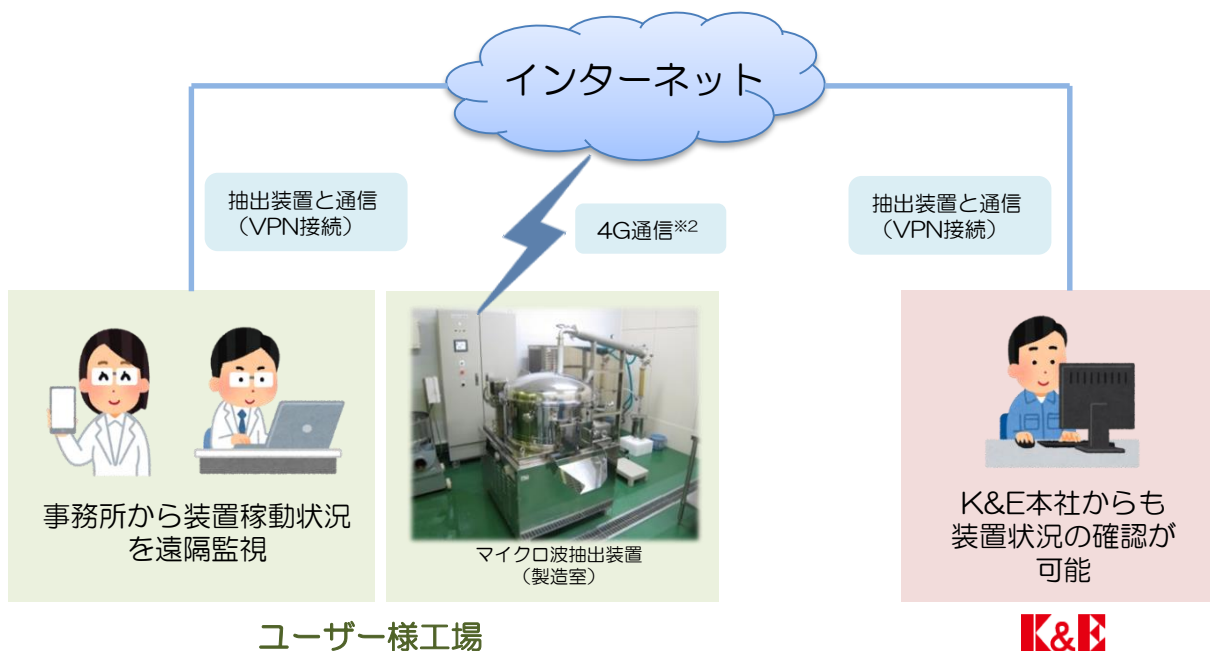 インターネット
抽出装置と通信
（VPN接続）
4G通信※2
抽出装置と通信
（VPN接続）
事務所から装置稼動状況
を遠隔監視
マイクロ波抽出装置
（製造室）
K&E本社からも
装置状況の確認が
可能
ユーザー様工場
K&E